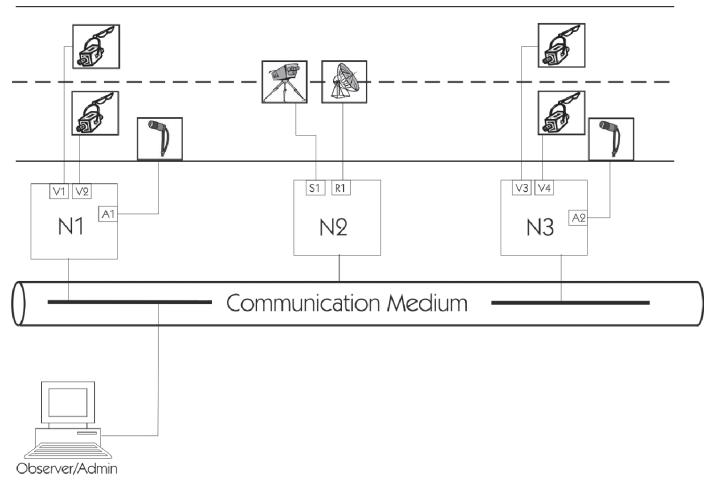 V1 V2 S1 R1 V3 V4
A1 A2
N1 N2 N3
Communication Medium
Observer/Admin